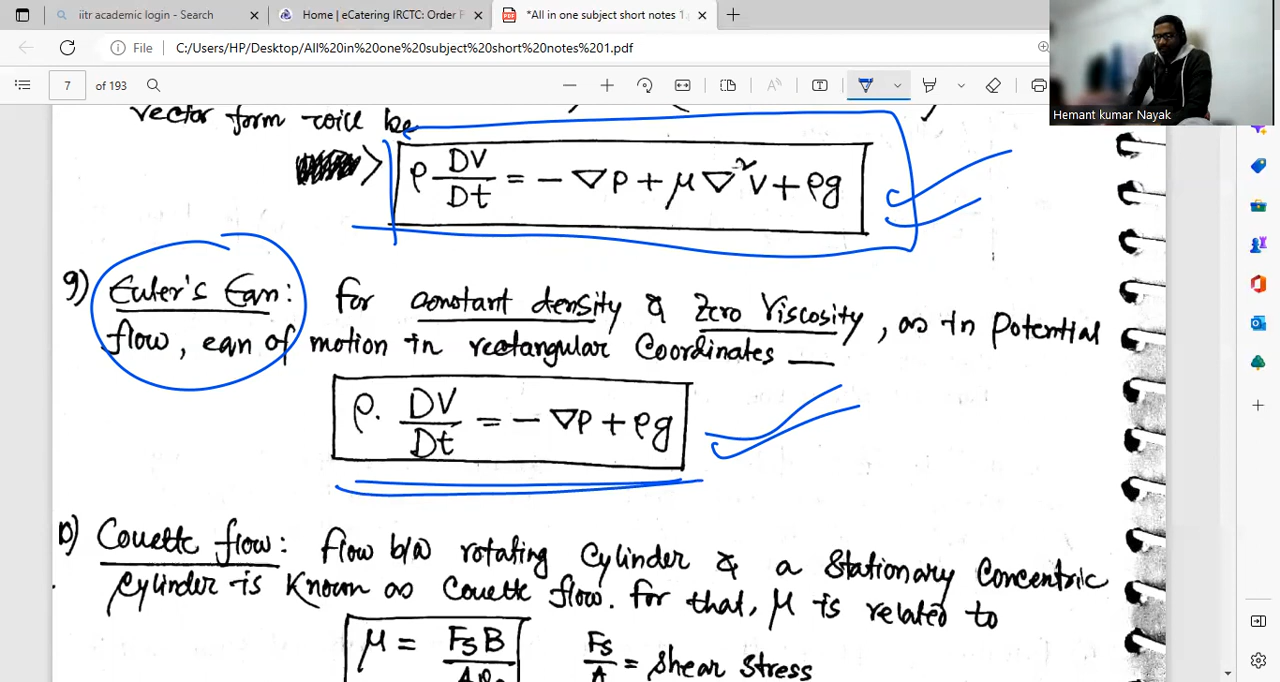 iitr academic login - Search
Home | eCatering IRCTC: Order F
*All in one subject short notes 1.
File
C:/Users/HP/Desktop/All%20in%20one%20subject%20short%20notes%201.pdf
7 of 193
Hemant kumar Nayak
vector form will be
ρ DV/Dt = - ∇p + μ∇²v + ρg
9) Euler's Eqn: for constant density & Zero Viscosity, as in Potential
flow, eqn of motion in rectangular Coordinates —
ρ. DV/Dt = - ∇p + ρg
10) Couette flow: flow b/w rotating Cylinder & a Stationary Concentric
Cylinder is Known as Couette flow. for that, μ is related to
μ = FsB
Fs/A = shear stress